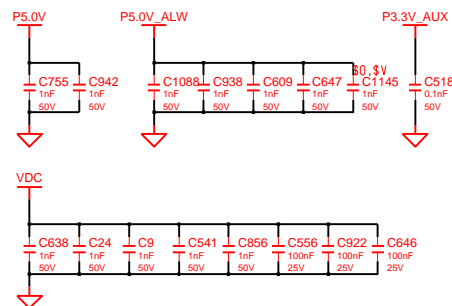 P5.0V P5.0V_ALW P3.3V_AUX
$0,$V
C755 C942 C1088 C938 C609 C647 C1145 C518
1nF 1nF 1nF 1nF 1nF 1nF 1nF 0.1nF
50V 50V 50V 50V 50V 50V 50V 50V
VDC
C638 C24 C9 C541 C856 C556 C922 C646
1nF 1nF 1nF 1nF 1nF 100nF 100nF 100nF
50V 50V 50V 50V 50V 25V 25V 25V